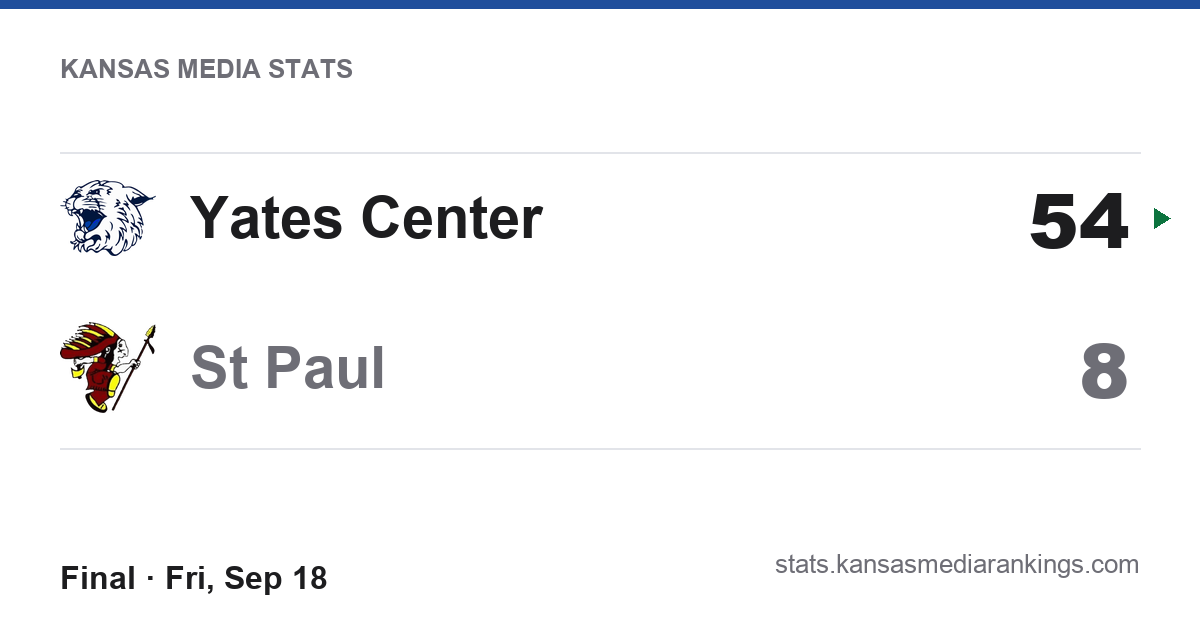 KANSAS MEDIA STATS
Yates Center 54
St Paul 8
Final · Fri, Sep 18
stats.kansasmediarankings.com